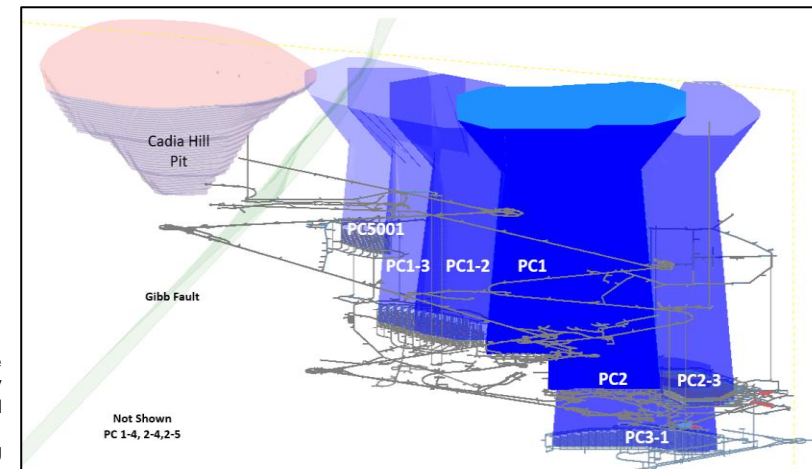 Cadia Hill
Pit
PC5001
PC1-3
PC1-2
PC1
Gibb Fault
PC2
PC2-3
Not Shown
PC 1-4, 2-4,2-5
PC3-1